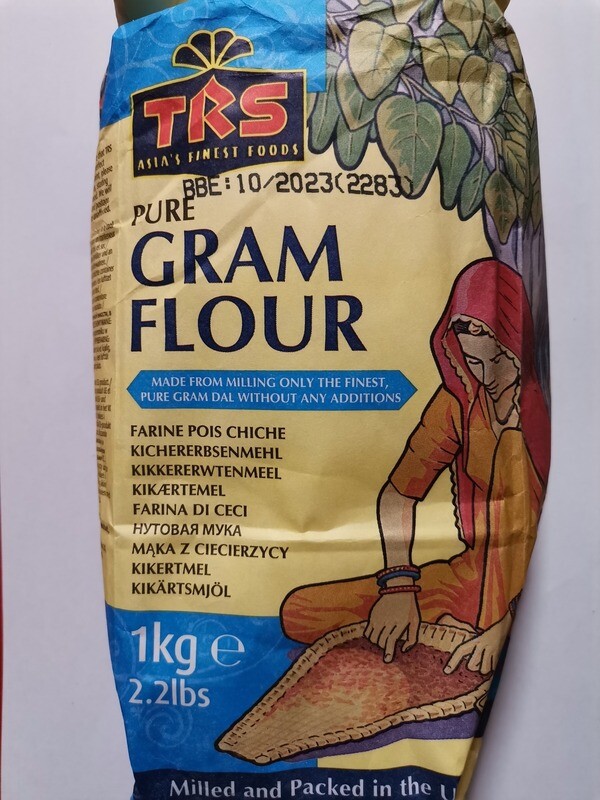 TRS
ASIA'S FINEST FOODS
BBE:10/2023(2283)
PURE
GRAM
FLOUR
MADE FROM MILLING ONLY THE FINEST,
PURE GRAM DAL WITHOUT ANY ADDITIONS
FARINE POIS CHICHE
KICHERERBSENMEHL
KIKKERERWTENMEEL
KIKÆRTEMEL
FARINA DI CECI
НУТОВАЯ МУКА
MĄKA Z CIECIERZYCY
KIKERTMEL
KIKÄRTSMJÖL
1kg ℮
2.2lbs
Milled and Packed in the